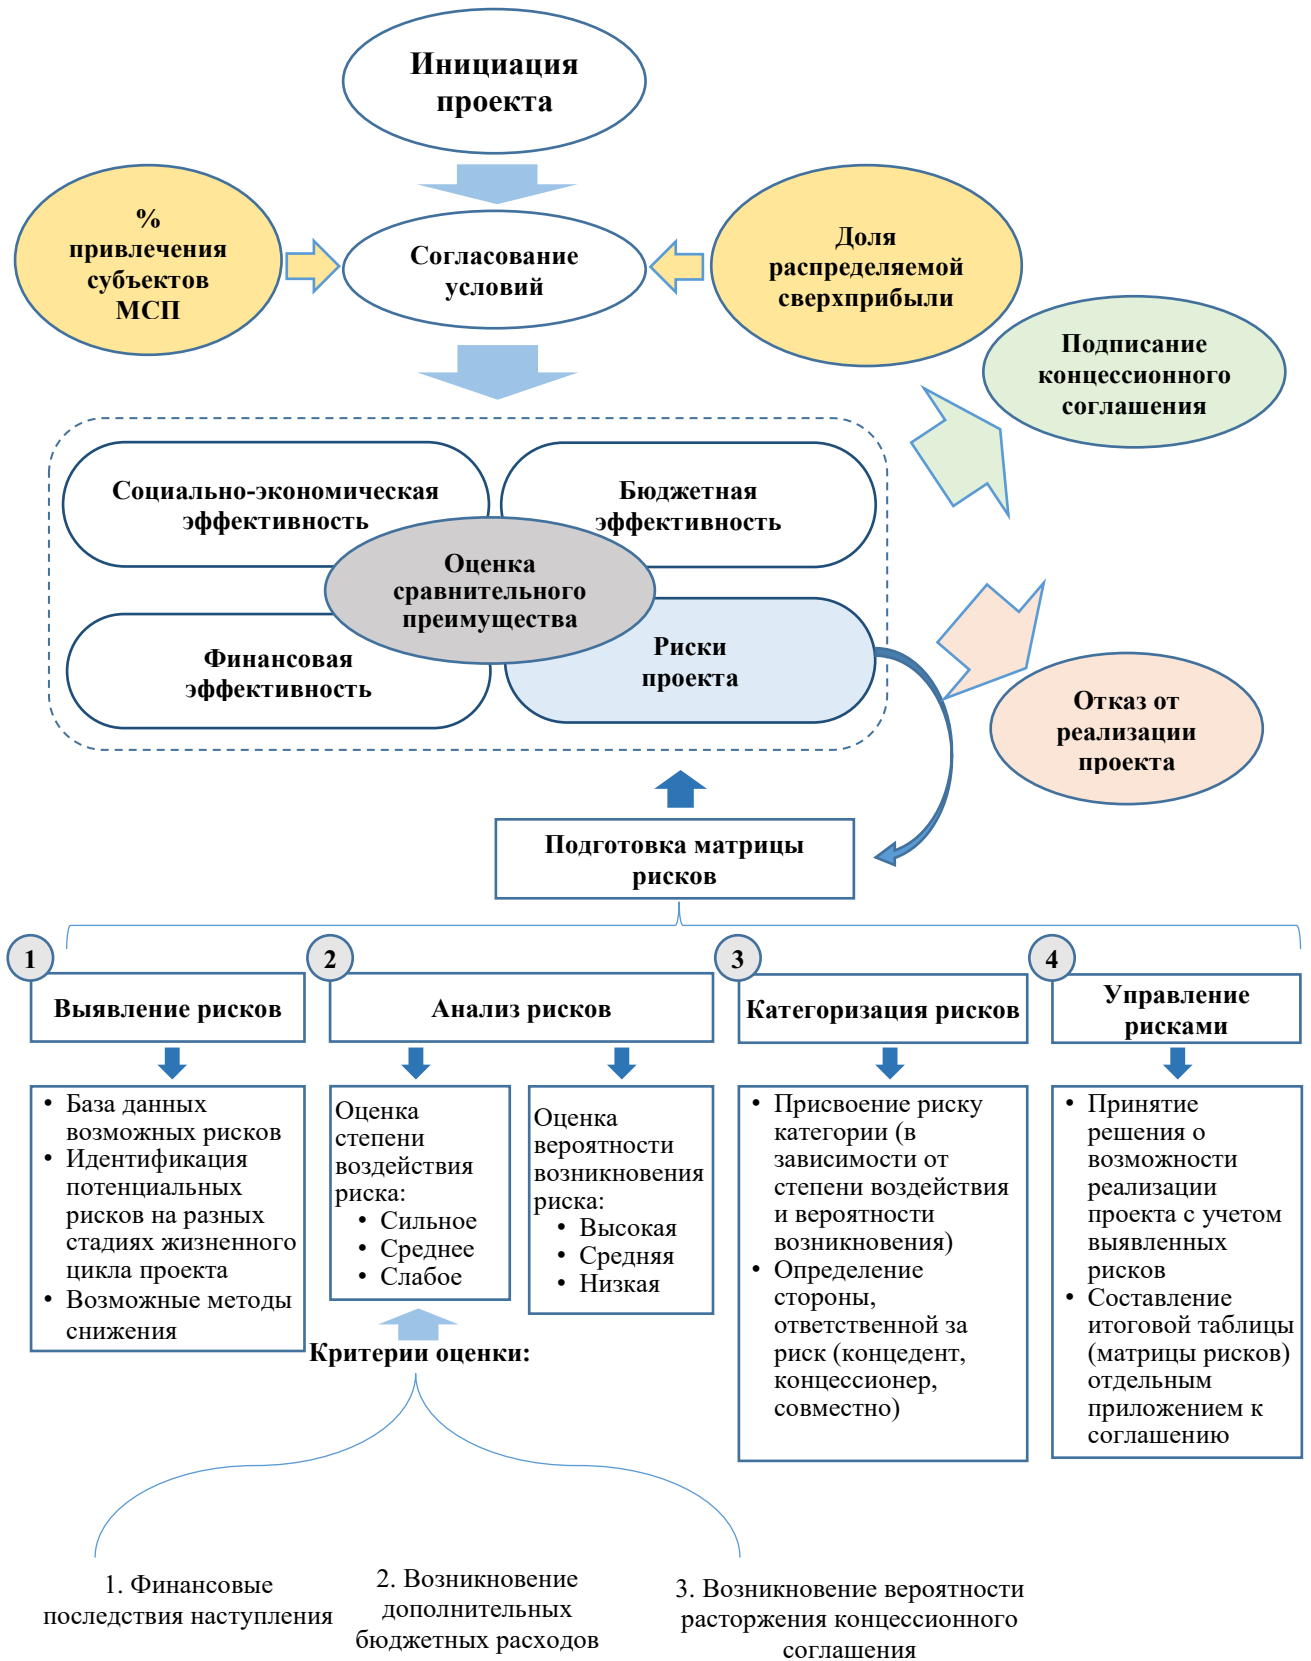 Инициация
проекта
%
привлечения
субъектов
МСП
Согласование
условий
Доля
распределяемой
сверхприбыли
Подписание
концессионного
соглашения
Социально-экономическая
эффективность
Бюджетная
эффективность
Оценка
сравнительного
преимущества
Финансовая
эффективность
Риски
проекта
Отказ от
реализации
проекта
Подготовка матрицы
рисков
1
Выявление рисков
• База данных
возможных рисков
• Идентификация
потенциальных
рисков на разных
стадиях жизненного
цикла проекта
• Возможные методы
снижения
2
Анализ рисков
Оценка
степени
воздействия
риска:
• Сильное
• Среднее
• Слабое
Оценка
вероятности
возникновения
риска:
• Высокая
• Средняя
• Низкая
3
Категоризация рисков
• Присвоение риску
категории (в
зависимости от
степени воздействия
и вероятности
возникновения)
• Определение
стороны,
ответственной за
риск (концедент,
концессионер,
совместно)
4
Управление
рисками
• Принятие
решения о
возможности
реализации
проекта с учетом
выявленных
рисков
• Составление
итоговой таблицы
(матрицы рисков)
отдельным
приложением к
соглашению
Критерии оценки:
1. Финансовые
последствия наступления
2. Возникновение
дополнительных
бюджетных расходов
3. Возникновение вероятности
расторжения концессионного
соглашения